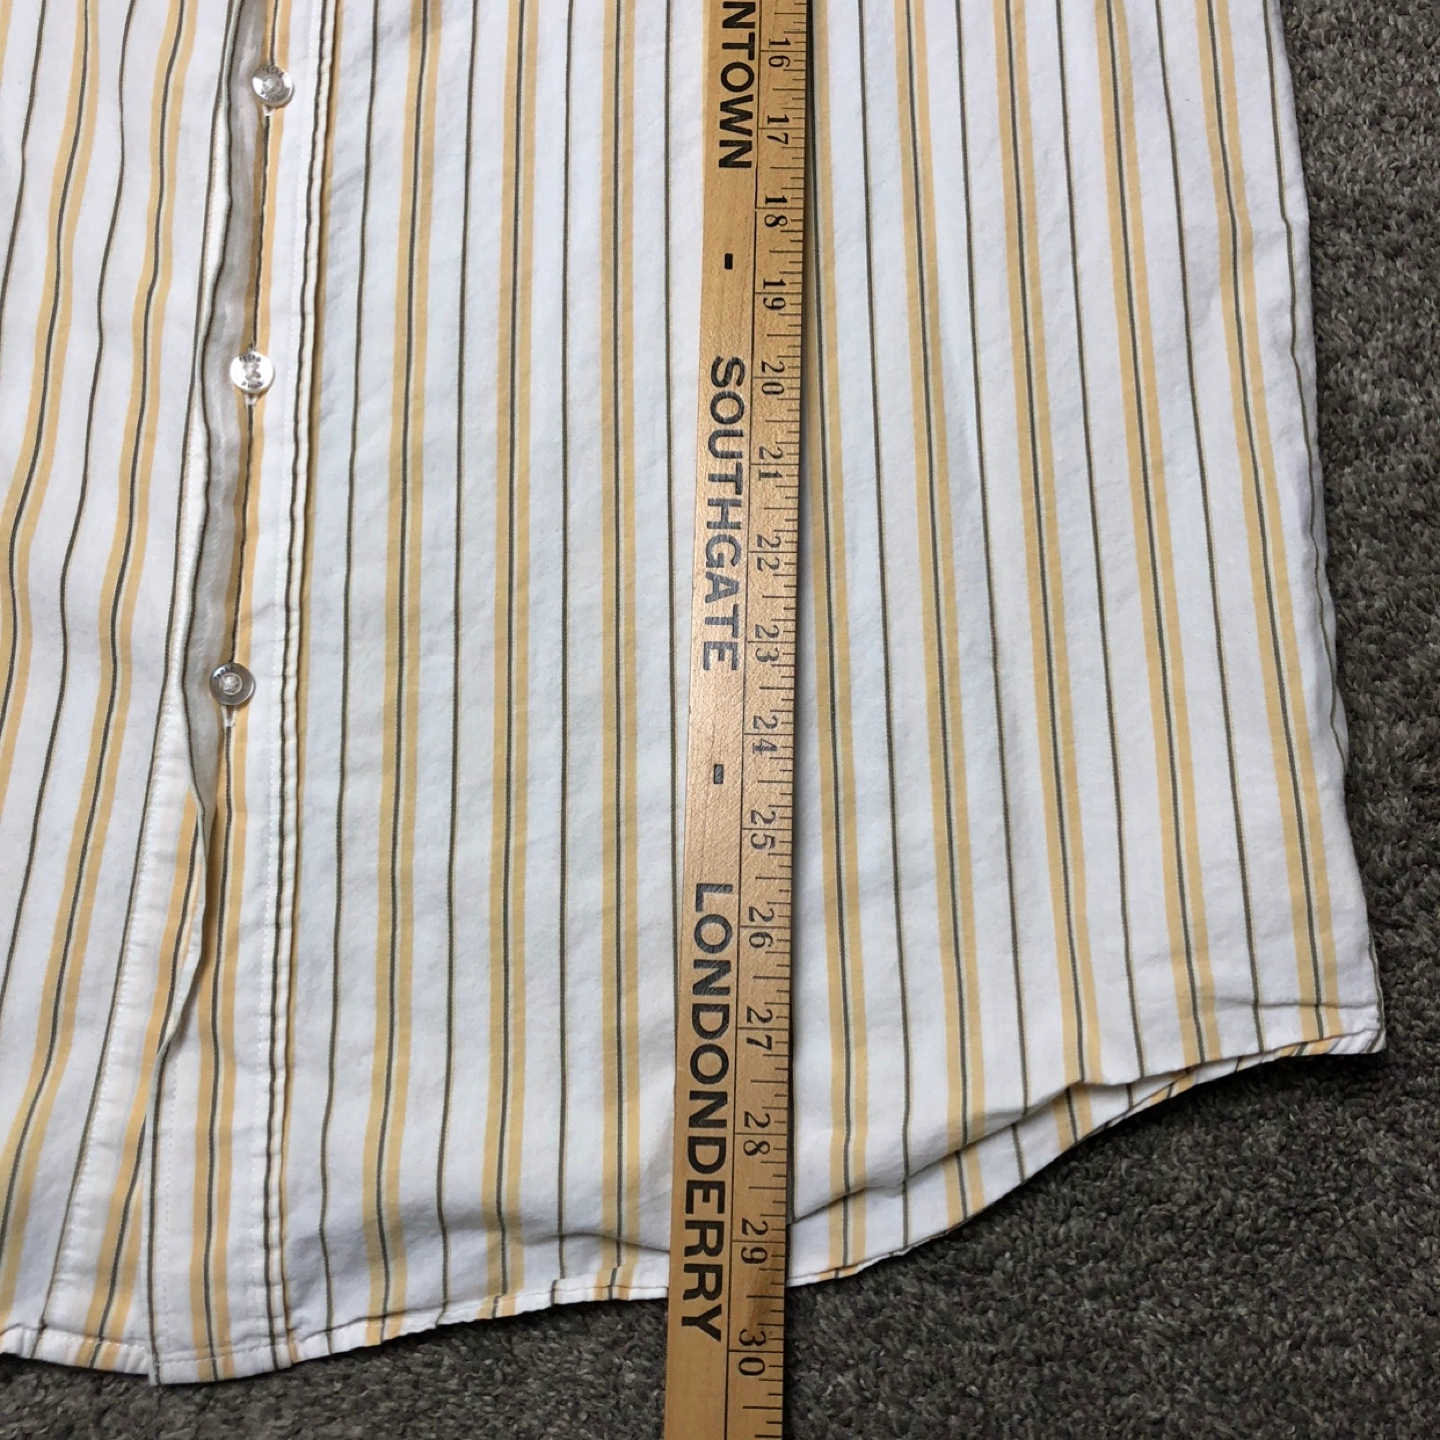 NTOWN - SOUTHGATE - LONDONDERRY
16 17 18 19 20 21 22 23 24 25 26 27 28 29 30